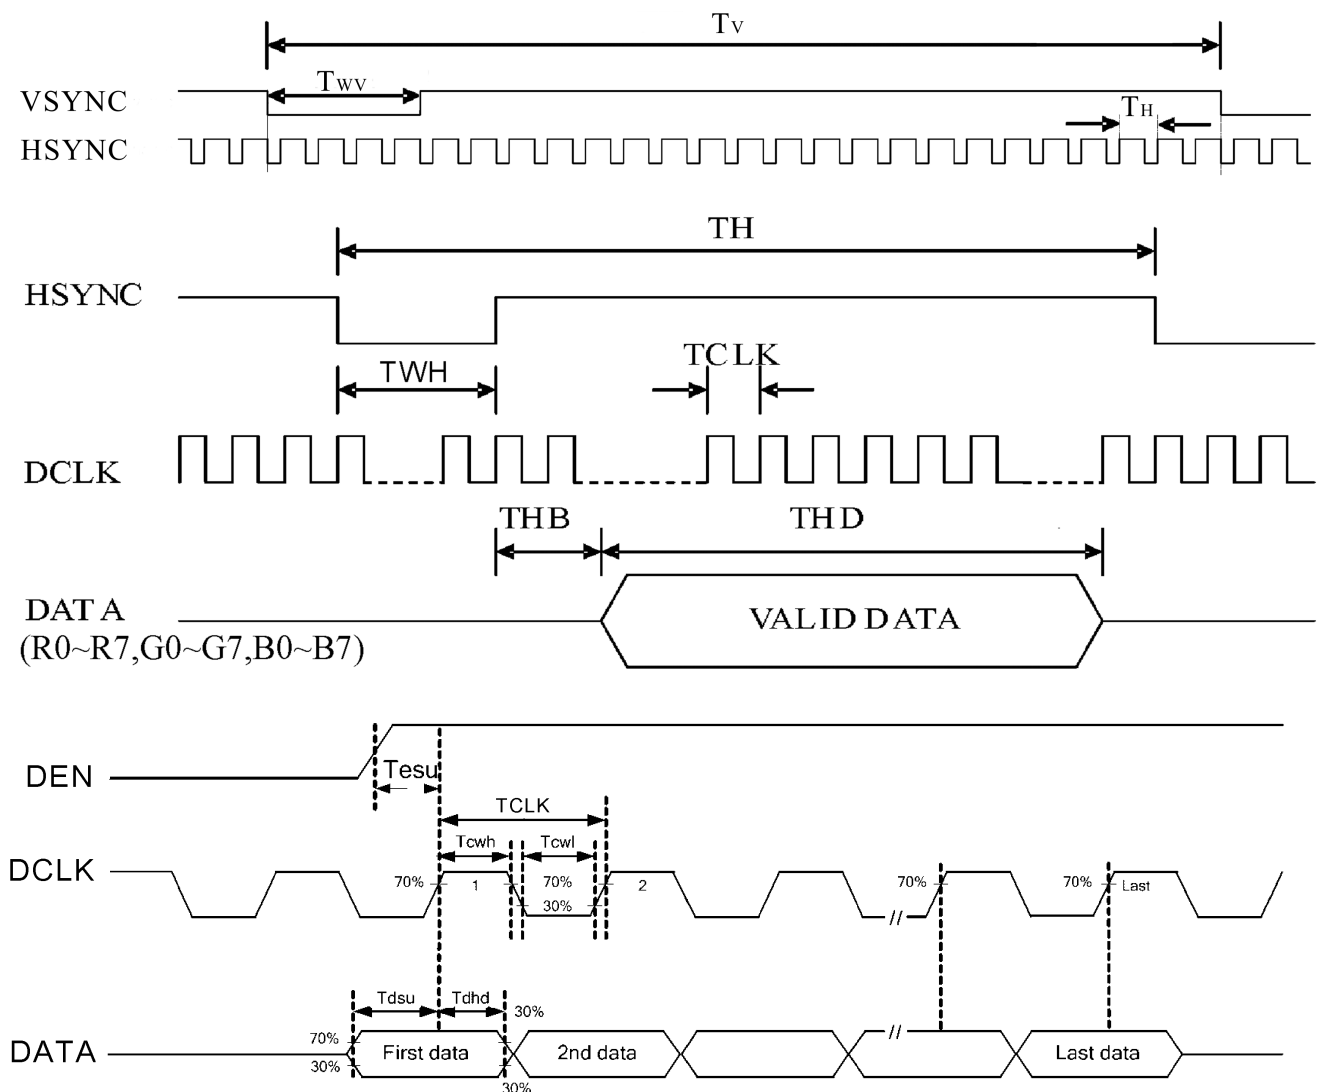 TV
TWV
VSYNC
TH
HSYNC
TH
HSYNC
TCLK
TWH
DCLK
THB
THD
DATA
VALID DATA
(R0~R7,G0~G7,B0~B7)
DEN
Tesu
TCLK
Tcwh
Tcwl
DCLK
70%
1
70%
2
70%
70%
Last
30%
//
Tdsu
Tdhd
30%
70%
//
DATA
First data
2nd data
Last data
30%
30%